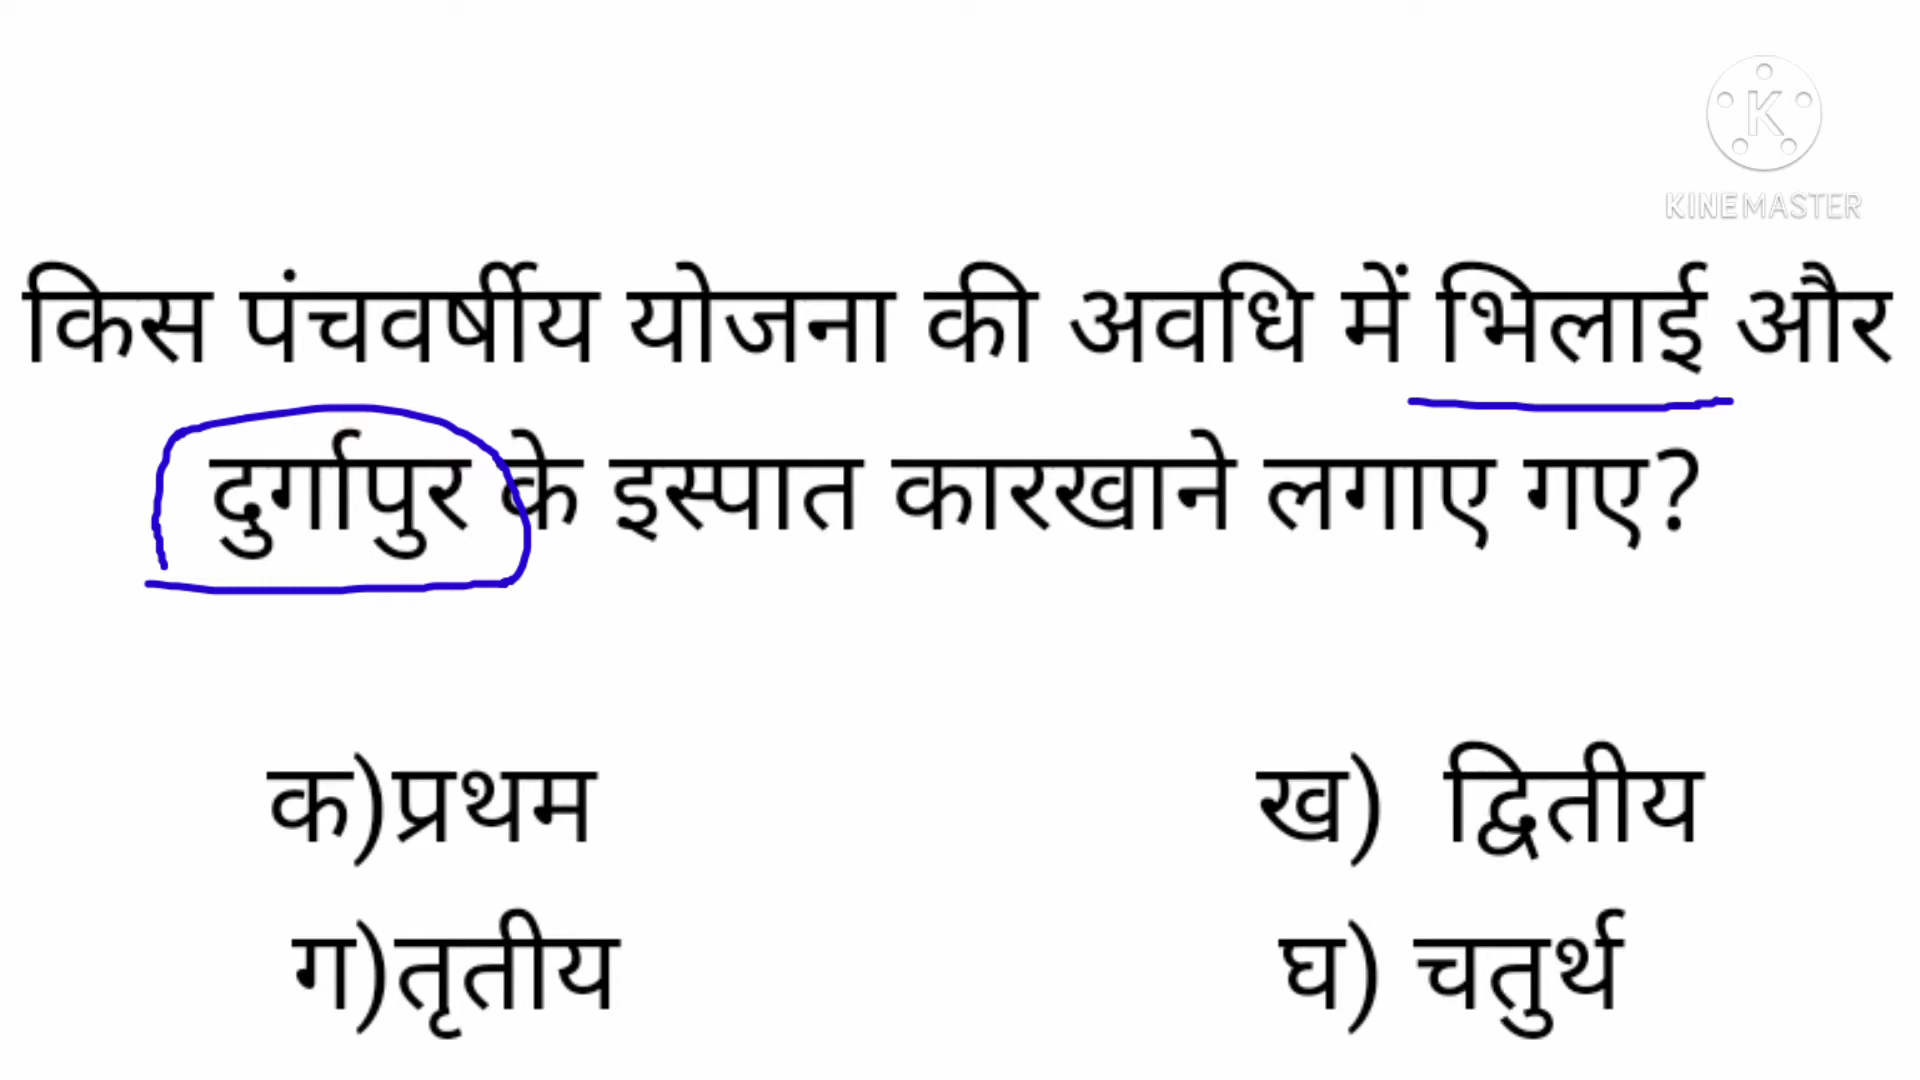 K
KINEMASTER
किस पंचवर्षीय योजना की अवधि में भिलाई और
दुर्गापुर के इस्पात कारखाने लगाए गए?
क)प्रथम
ख) द्वितीय
ग)तृतीय
घ) चतुर्थ